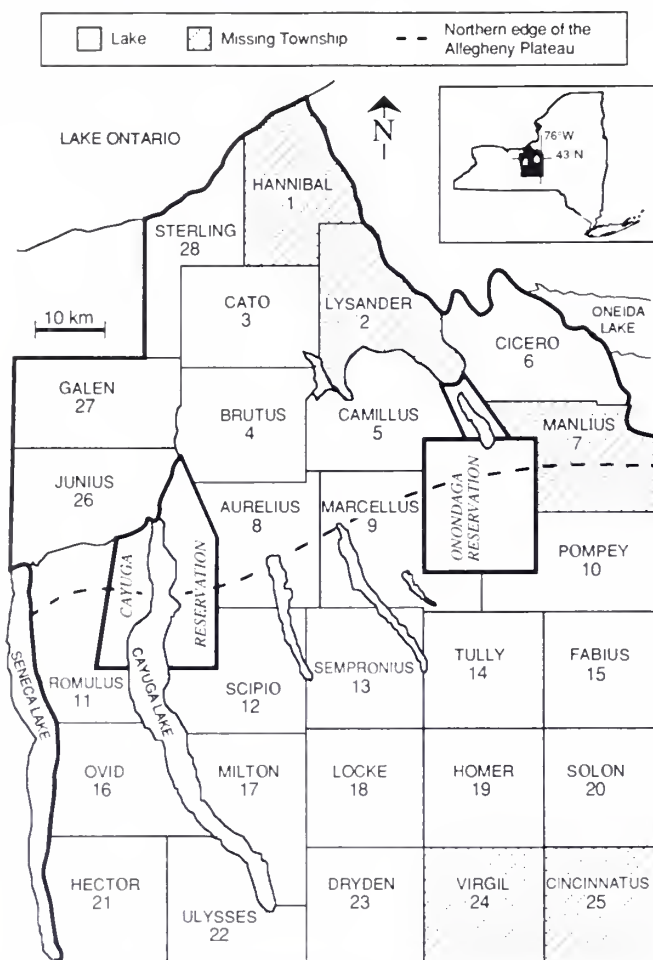 Lake
Missing Township
Northern edge of the
Allegheny Plateau
LAKE ONTARIO
N
76°W
43°N
HANNIBAL
1
STERLING
28
CATO
3
LYSANDER
2
10 km
ONEIDA
LAKE
CICERO
6
GALEN
27
BRUTUS
4
CAMILLUS
5
MANLIUS
7
JUNIUS
26
AURELIUS
8
MARCELLUS
9
ONONDAGA
RESERVATION
CAYUGA
RESERVATION
POMPEY
10
SENECA LAKE
ROMULUS
11
CAYUGA LAKE
SCIPIO
12
SEMPRONIUS
13
TULLY
14
FABIUS
15
OVID
16
MILTON
17
LOCKE
18
HOMER
19
SOLON
20
HECTOR
21
ULYSSES
22
DRYDEN
23
VIRGIL
24
CINCINNATUS
25